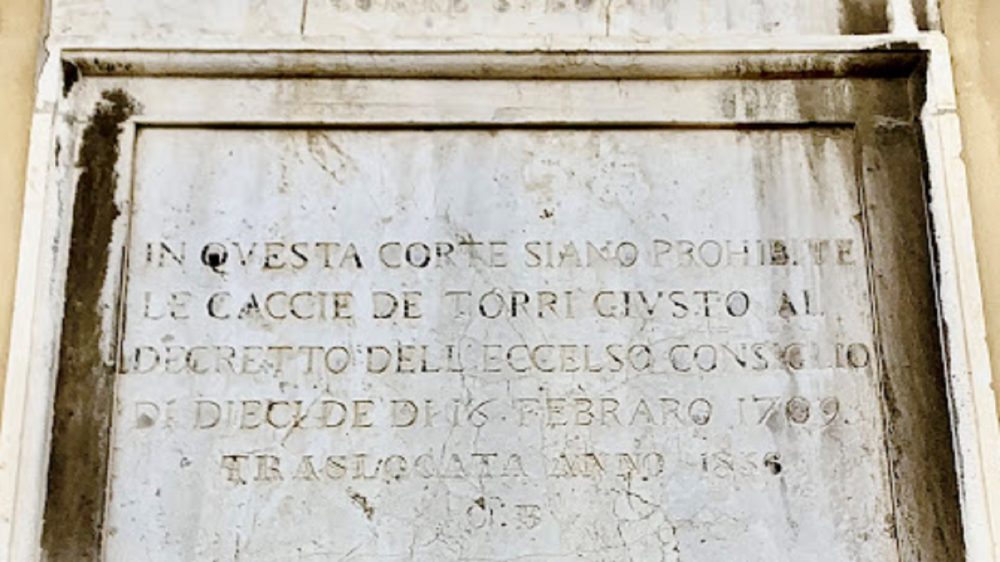 IN QVESTA CORTE SIANO PROHIBITE
LE CACCIE DE TORRI GIVSTO AL
DECRETTO DELL ECCELSO CONSIGLIO
DI DIECI DE DI 16 FEBRARO 1709
TRASLOCATA ANNO 1856